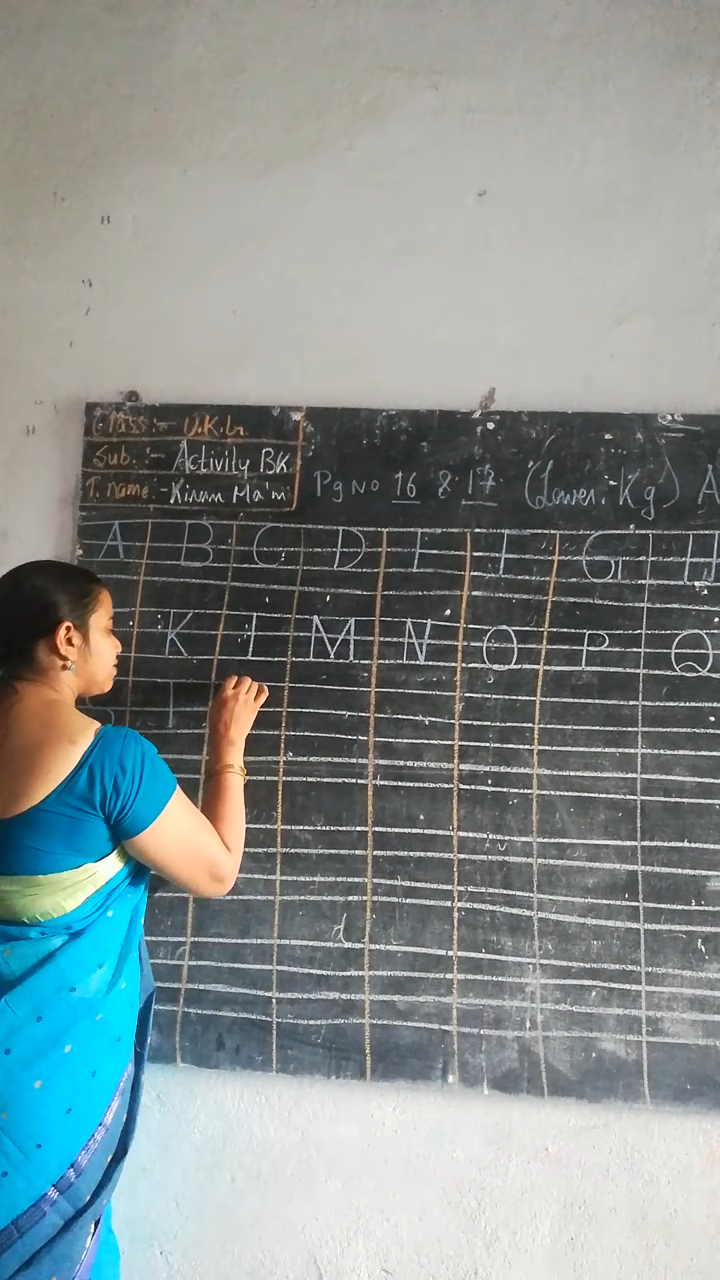 Class:- U.K.G.
Sub:- Activity BK
T. name:- Kiran Ma'm
Pg No 16 & 17 (Lower. Kg) A
A B C D E F G H
K L M N O P Q
T